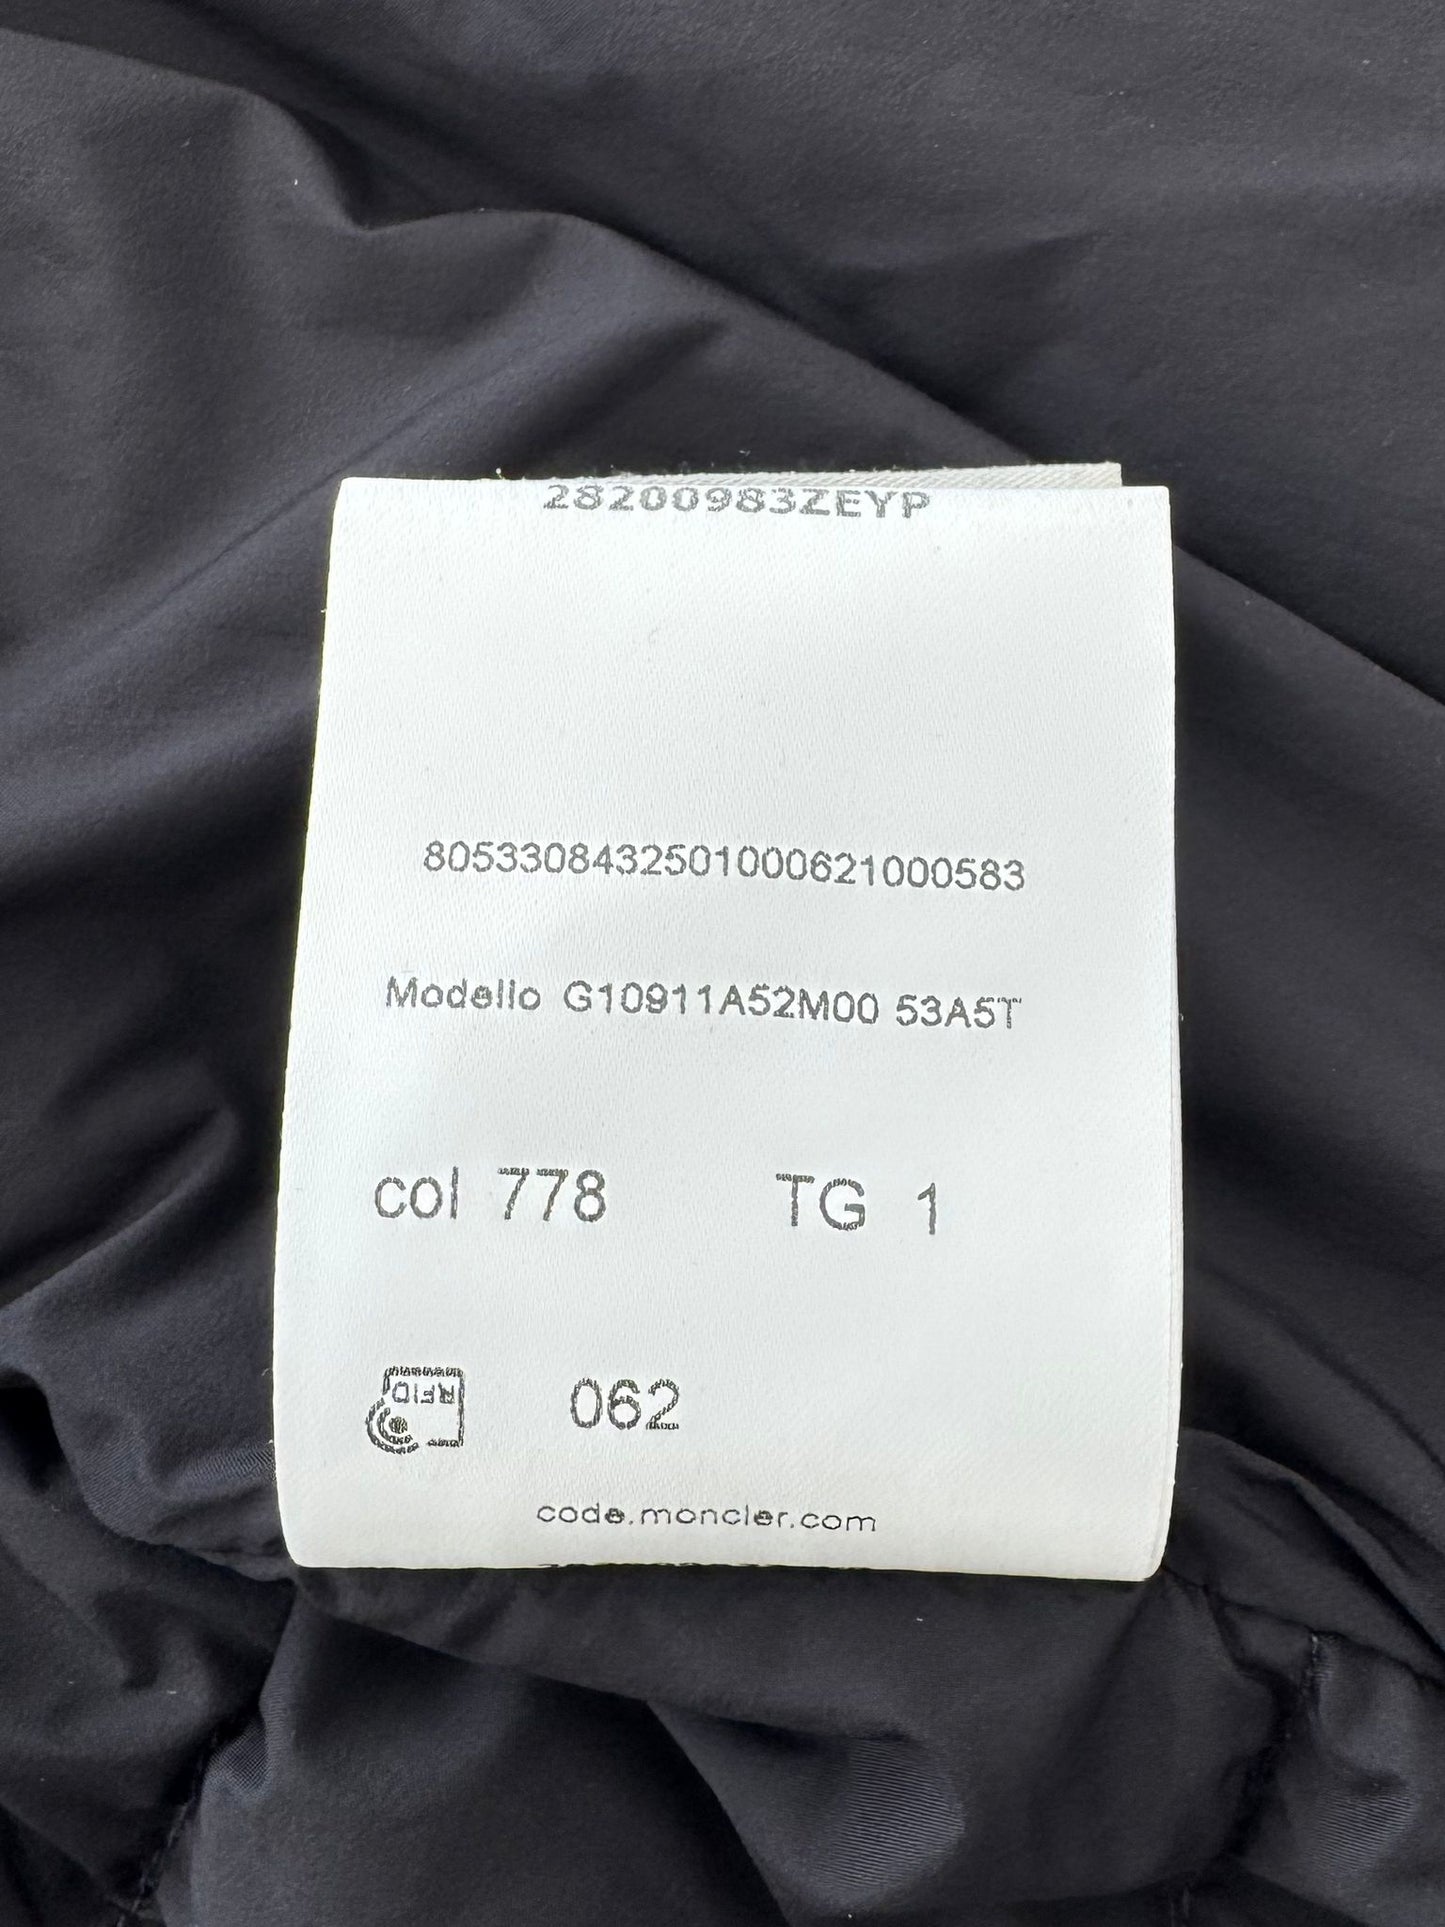 28200983ZEYP
8053308432501000621000583
Modello G10911A52M00 53A5T
col 778 TG 1
RFID
062
code.moncler.com